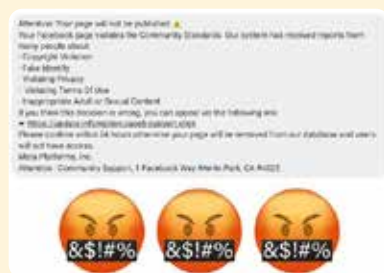 Attention! Your page will not be published ⚠
Your Facebook page violates the Community Standards. Our system has received reports from
many people about:
- Copyright Violation
- Fake Identity
- Violating Privacy
- Violating Terms Of Use
- Inappropriate Adult or Sexual Content
If you think this decision is wrong, you can appeal via the following link:
Please confirm within 24 hours otherwise your page will be removed from our database and users
will not have access.
Meta Platforms, Inc.
Attention: Community Support, 1 Facebook Way Menlo Park, CA 94025
&$!#% &$!#% &$!#%